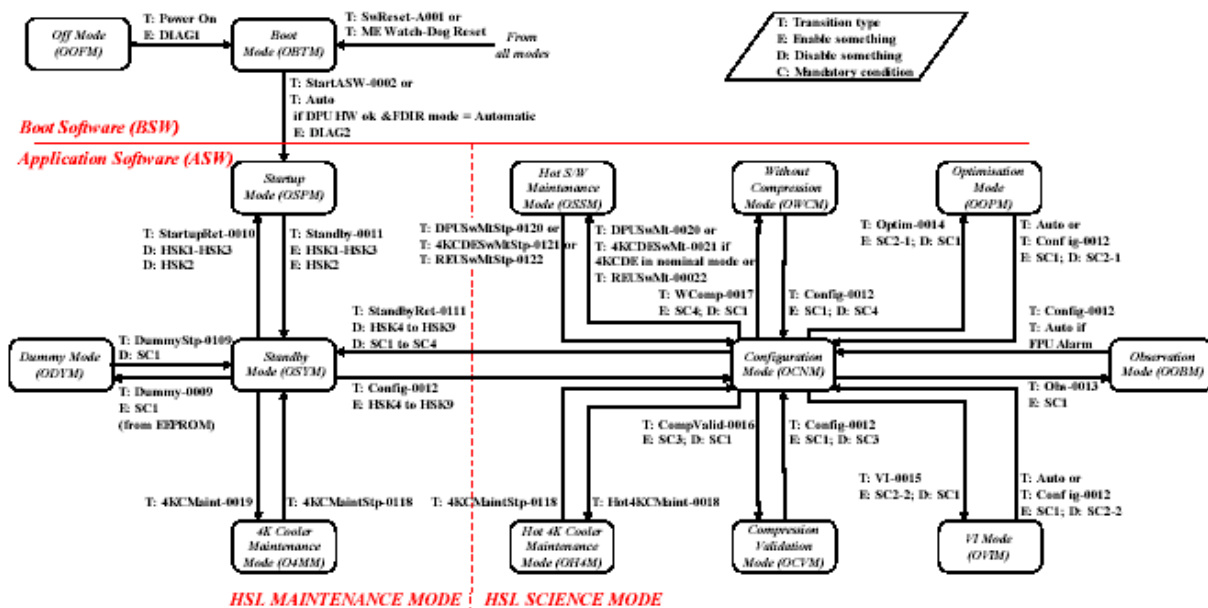 Off Mode
(OOFM)
T: Power On
E: DIAG1
Boot
Mode (OBTM)
T: SwReset-A001 or
T: ME Watch-Dog Reset
From
all modes
T: Transition type
E: Enable something
D: Disable something
C: Mandatory condition
T: StartASW-0002 or
T: Auto
if DPU HW ok &FDIR mode = Automatic
E: DIAG2
Boot Software (BSW)
Application Software (ASW)
Startup
Mode (OSPM)
Hot S/W
Maintenance
Mode (OSSM)
Without
Compression
Mode (OWCM)
Optimisation
Mode (OOPM)
T: StartupRet-0010
D: HSK1-HSK3
D: HSK2
T: Standby-0011
E: HSK1-HSK3
E: HSK2
T: DPUSwMtStp-0120 or
T: 4KCDESwMtStp-0121 or
T: REUSwMtStp-0122
T: DPUSwMt-0020 or
T: 4KCDESwMt-0021 if
4KCDE in nominal mode or
T: REUSwMt-00022
T: Optim-0014
E: SC2-1; D: SC1
T: Auto or
T: Config-0012
E: SC1; D: SC2-1
T: WComp-0017
E: SC4; D: SC1
T: Config-0012
E: SC1; D: SC4
T: StandbyRet-0111
D: HSK4 to HSK9
D: SC1 to SC4
T: Config-0012
T: Auto if
FPU Alarm
Dummy Mode
(ODYM)
T: DummyStp-0109
D: SC1
Standby
Mode (OSYM)
Configuration
Mode (OCNM)
Observation
Mode (OOBM)
T: Dummy-0009
E: SC1
(from EEPROM)
T: Config-0012
E: HSK4 to HSK9
T: Obs-0013
E: SC1
T: CompValid-0016
E: SC3; D: SC1
T: Config-0012
E: SC1; D: SC3
T: VI-0015
E: SC2-2; D: SC1
T: Auto or
T: Config-0012
E: SC1; D: SC2-2
T: 4KCMaint-0019
T: 4KCMaintStp-0118
T: 4KCMaintStp-0118
T: Hot4KCMaint-0018
4K Cooler
Maintenance
Mode (O4MM)
Hot 4K Cooler
Maintenance
Mode (OH4M)
Compression
Validation
Mode (OCVM)
VI Mode
(OVIM)
HSL MAINTENANCE MODE
HSL SCIENCE MODE